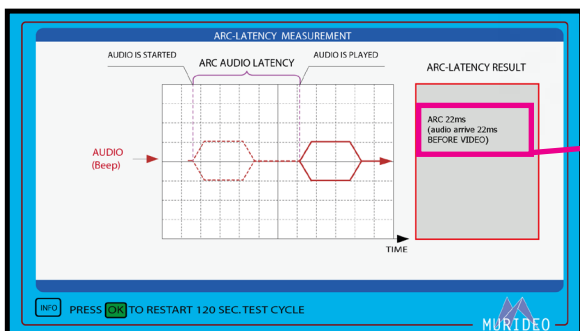 ARC-LATENCY MEASUREMENT
AUDIO IS STARTED
ARC AUDIO LATENCY
AUDIO IS PLAYED
ARC-LATENCY RESULT
ARC 22ms
(audio arrive 22ms
BEFORE VIDEO)
AUDIO
(Beep)
TIME
INFO PRESS OK TO RESTART 120 SEC. TEST CYCLE
MURIDEO